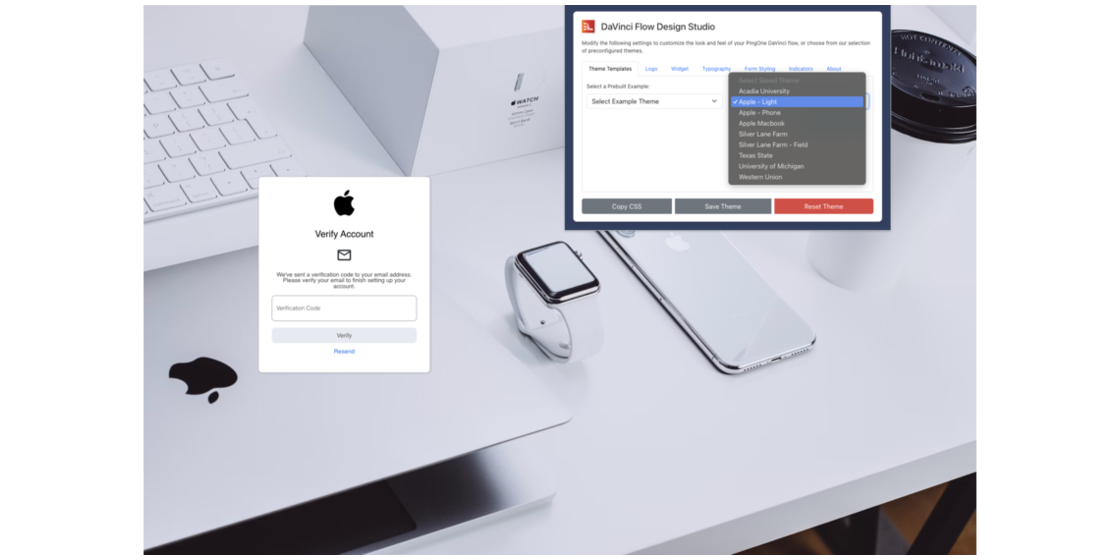 DaVinci Flow Design Studio
Modify the following settings to customize the look and feel of your PingOne DaVinci flow, or choose from our selection
of preconfigured themes.
Theme Templates Logo Widget Typography Form Styling Indicators About
Select a Prebuilt Example:
Select Example Theme
Select Saved Theme
Acadia University
✓ Apple - Light
Apple - Phone
Apple Macbook
Silver Lane Farm
Silver Lane Farm - Field
Texas State
University of Michigan
Western Union
Copy CSS Save Theme Reset Theme
WATCH
Verify Account
We've sent a verification code to your email address.
Please verify your email to finish setting up your
account.
Verification Code
Verify
Resend